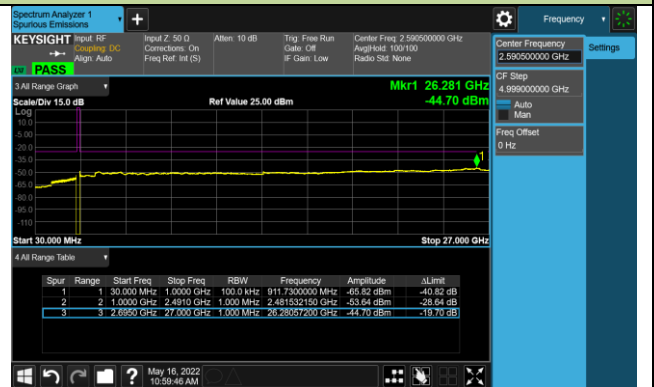 Spectrum Analyzer 1
Spurious Emissions
+
Frequency
KEYSIGHT Input: RF
Coupling: DC
Align: Auto
Input Z: 50 Ω
Corrections: On
Freq Ref: Int (S)
Atten: 10 dB
Trig: Free Run
Gate: Off
IF Gain: Low
Center Freq: 2.590500000 GHz
Avg|Hold: 100/100
Radio Std: None
PASS
Center Frequency
2.590500000 GHz
Settings
CF Step
4.999000000 GHz
Auto
Man
Freq Offset
0 Hz
3 All Range Graph
Mkr1 26.281 GHz
Scale/Div 15.0 dB
Ref Value 25.00 dBm
-44.70 dBm
Log
10.0
-5.00
-20.0
-35.0
-50.0
-65.0
-80.0
-95.0
-110
1
Start 30.000 MHz
Stop 27.000 GHz
4 All Range Table
Spur Range Start Freq Stop Freq RBW Frequency Amplitude ΔLimit
1 1 30.000 MHz 1.0000 GHz 100.0 kHz 911.7300000 MHz -65.82 dBm -40.82 dB
2 2 1.0000 GHz 2.4910 GHz 1.000 MHz 2.481532150 GHz -53.64 dBm -28.64 dB
3 3 2.6950 GHz 27.000 GHz 1.000 MHz 26.28057200 GHz -44.70 dBm -19.70 dB
?
May 16, 2022
10:59:46 AM